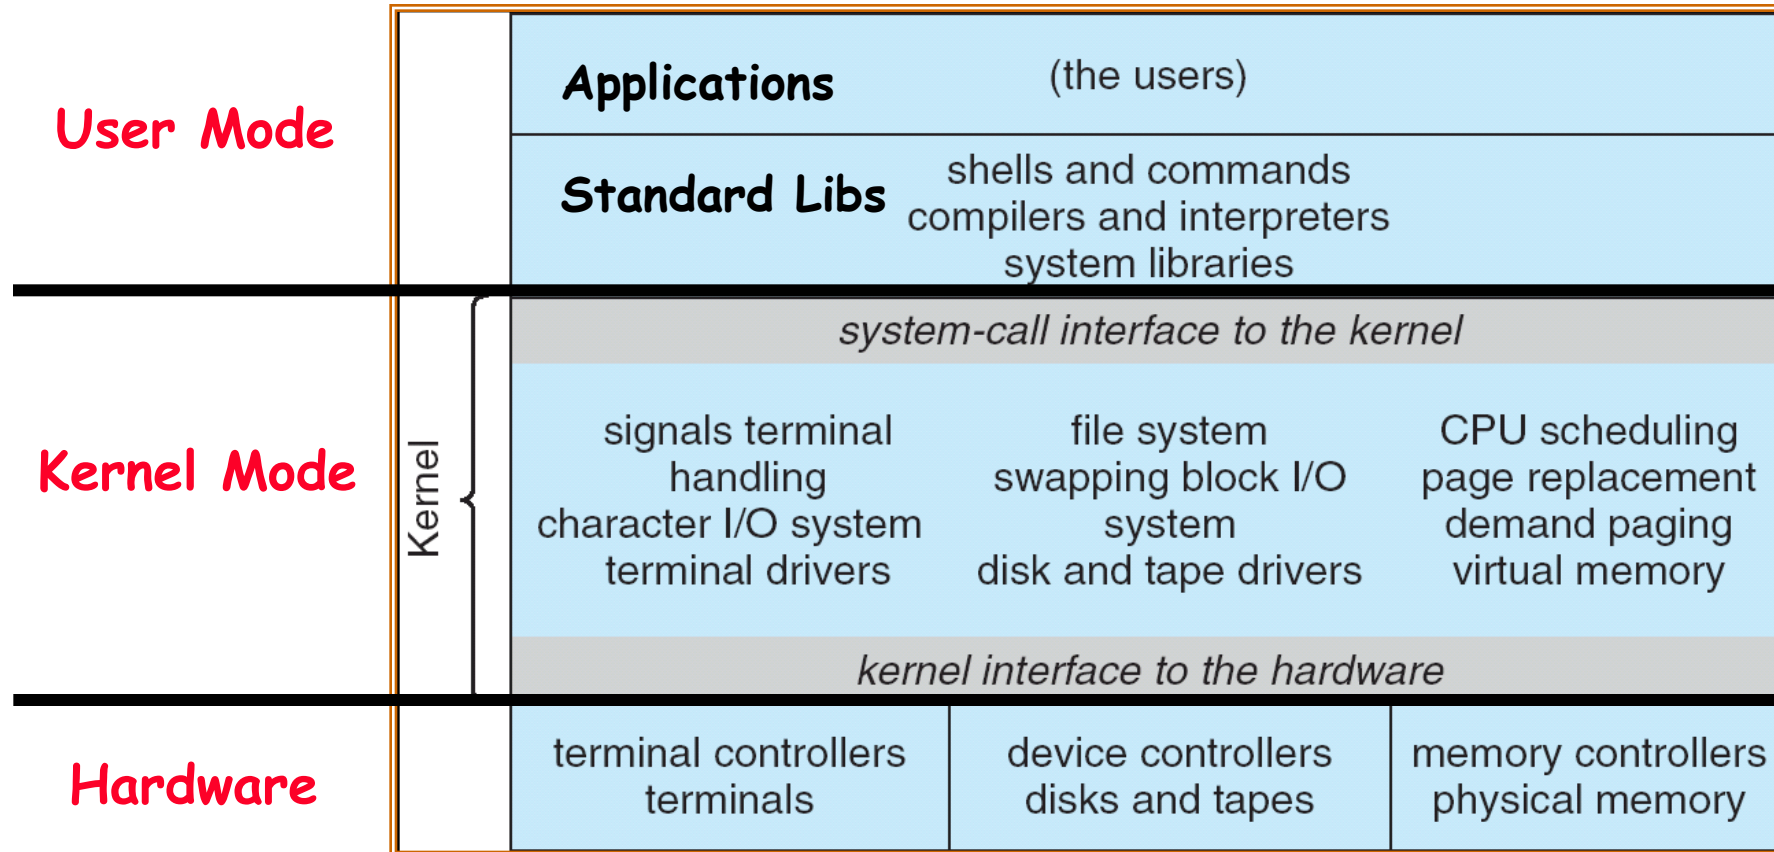 User Mode
Applications
(the users)
Standard Libs
shells and commands
compilers and interpreters
system libraries
Kernel Mode
Kernel
system-call interface to the kernel
signals terminal
handling
character I/O system
terminal drivers
file system
swapping block I/O
system
disk and tape drivers
CPU scheduling
page replacement
demand paging
virtual memory
kernel interface to the hardware
Hardware
terminal controllers
terminals
device controllers
disks and tapes
memory controllers
physical memory